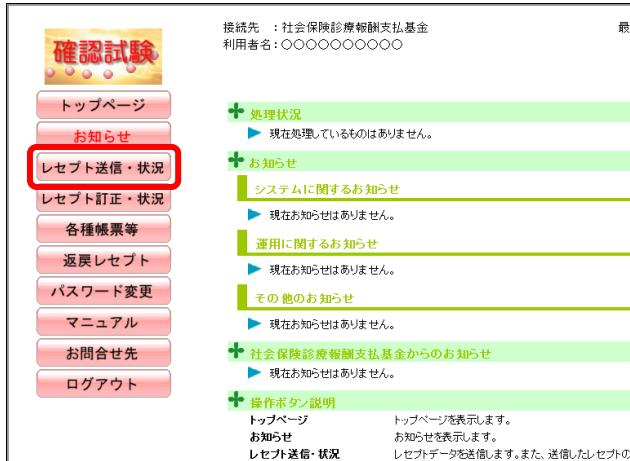 接続先 ：社会保険診療報酬支払基金
最
利用者名：○○○○○○○○○○
確認試験
トップページ
お知らせ
レセプト送信・状況
レセプト訂正・状況
各種帳票等
返戻レセプト
パスワード変更
マニュアル
お問合せ先
ログアウト
処理状況
現在処理しているものはありません。
お知らせ
システムに関するお知らせ
現在お知らせはありません。
運用に関するお知らせ
現在お知らせはありません。
その他のお知らせ
現在お知らせはありません。
社会保険診療報酬支払基金からのお知らせ
現在お知らせはありません。
操作ボタン説明
トップページ トップページを表示します。
お知らせ お知らせを表示します。
レセプト送信・状況 レセプトデータを送信します。また、送信したレセプトの